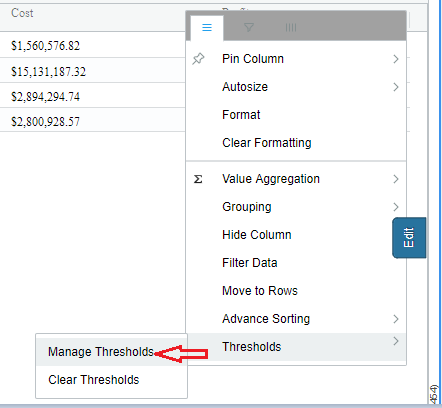 Cost
$1,560,576.82
$15,131,187.32
$2,894,294.74
$2,800,928.57
Pin Column
Autosize
Format
Clear Formatting
Σ Value Aggregation
Grouping
Hide Column
Filter Data
Move to Rows
Advance Sorting
Thresholds
Manage Thresholds
Clear Thresholds
Edit
454)